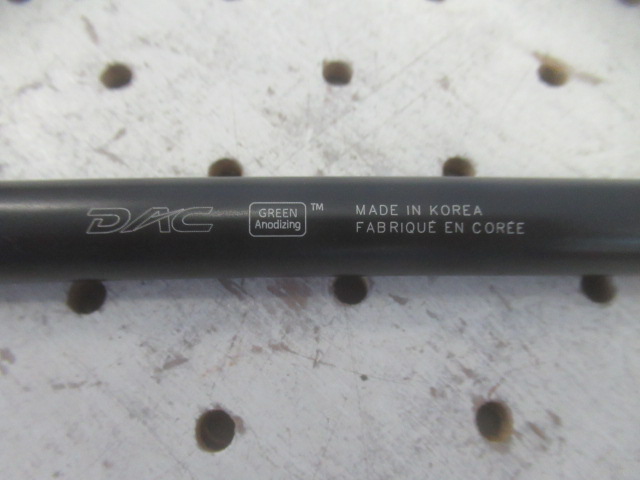 DAC
GREEN
Anodizing
™
MADE IN KOREA
FABRIQUÉ EN CORÉE